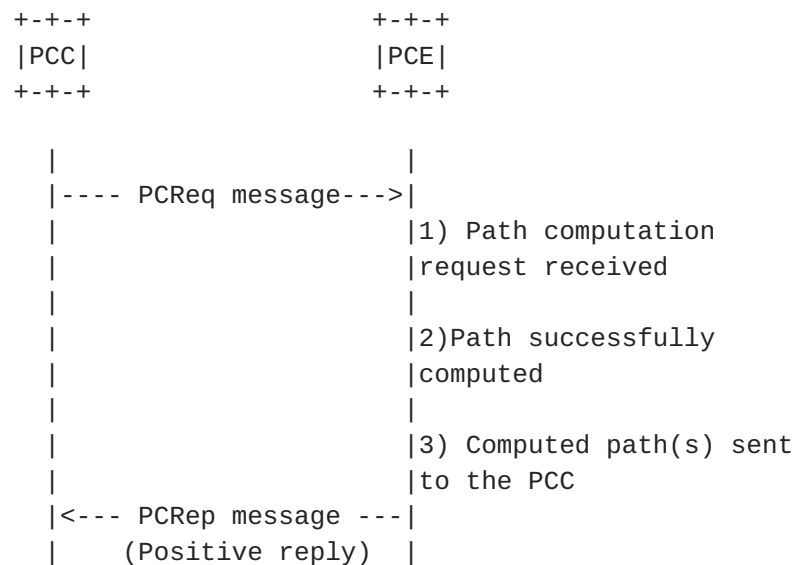 +-+-+                  +-+-+
|PCC|                  |PCE|
+-+-+                  +-+-+

  |                      |
  |---- PCReq message--->|
  |                      |1) Path computation
  |                      |request received
  |                      |
  |                      |2)Path successfully
  |                      |computed
  |                      |
  |                      |3) Computed path(s) sent
  |                      |to the PCC
  |<--- PCRep message ---|
  |    (Positive reply)  |